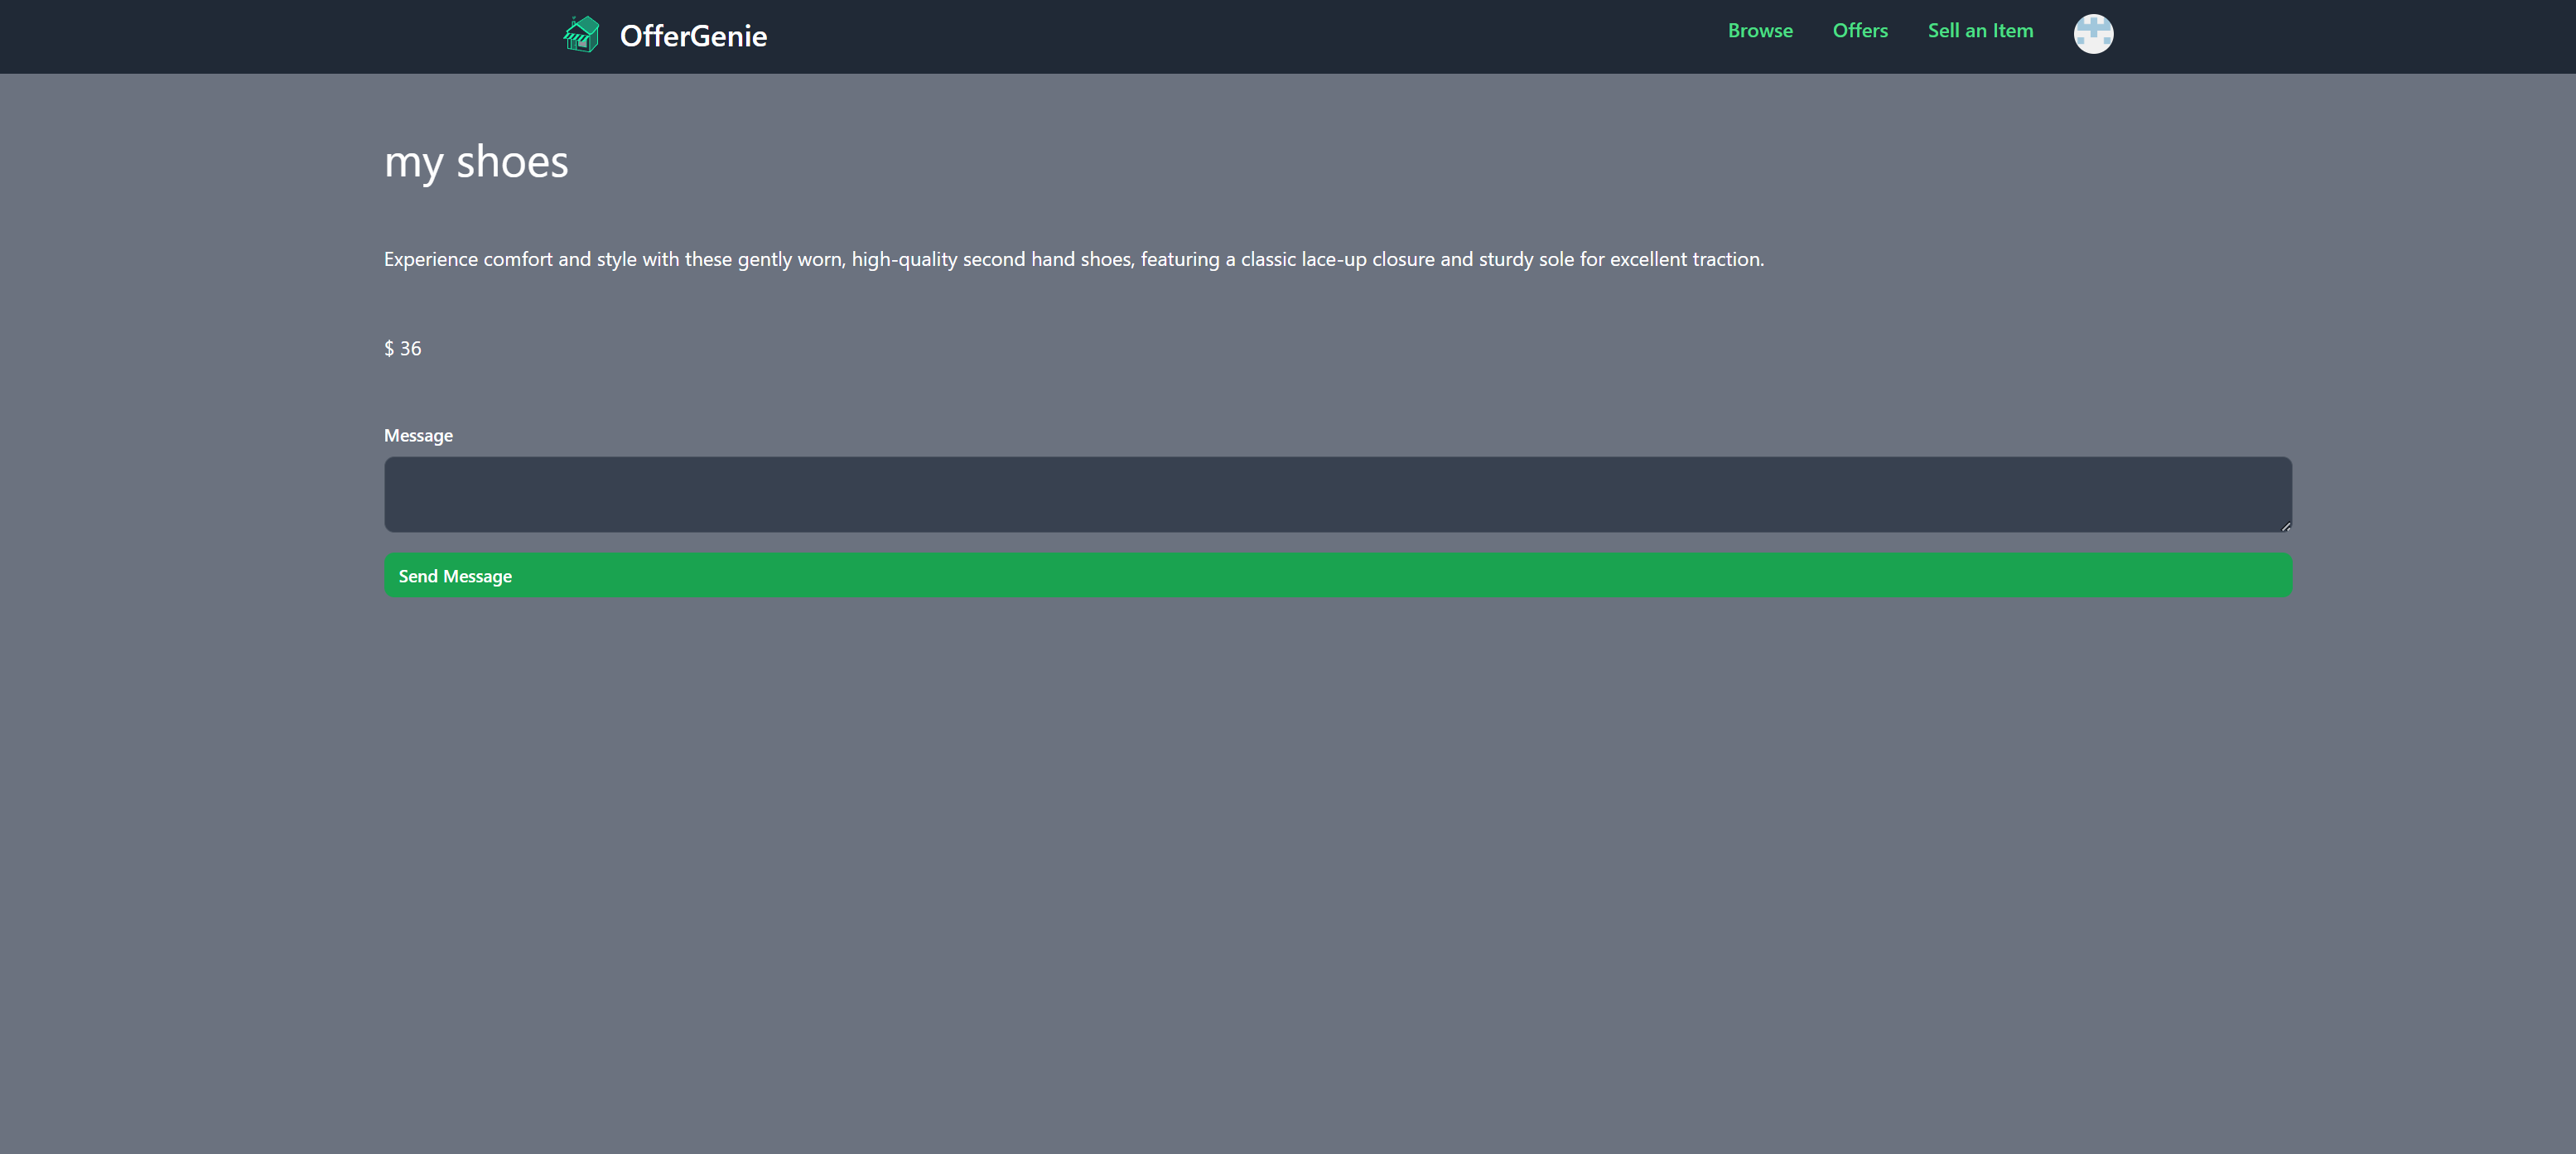 OfferGenie
Browse Offers Sell an Item
my shoes
Experience comfort and style with these gently worn, high-quality second hand shoes, featuring a classic lace-up closure and sturdy sole for excellent traction.
$ 36
Message
Send Message